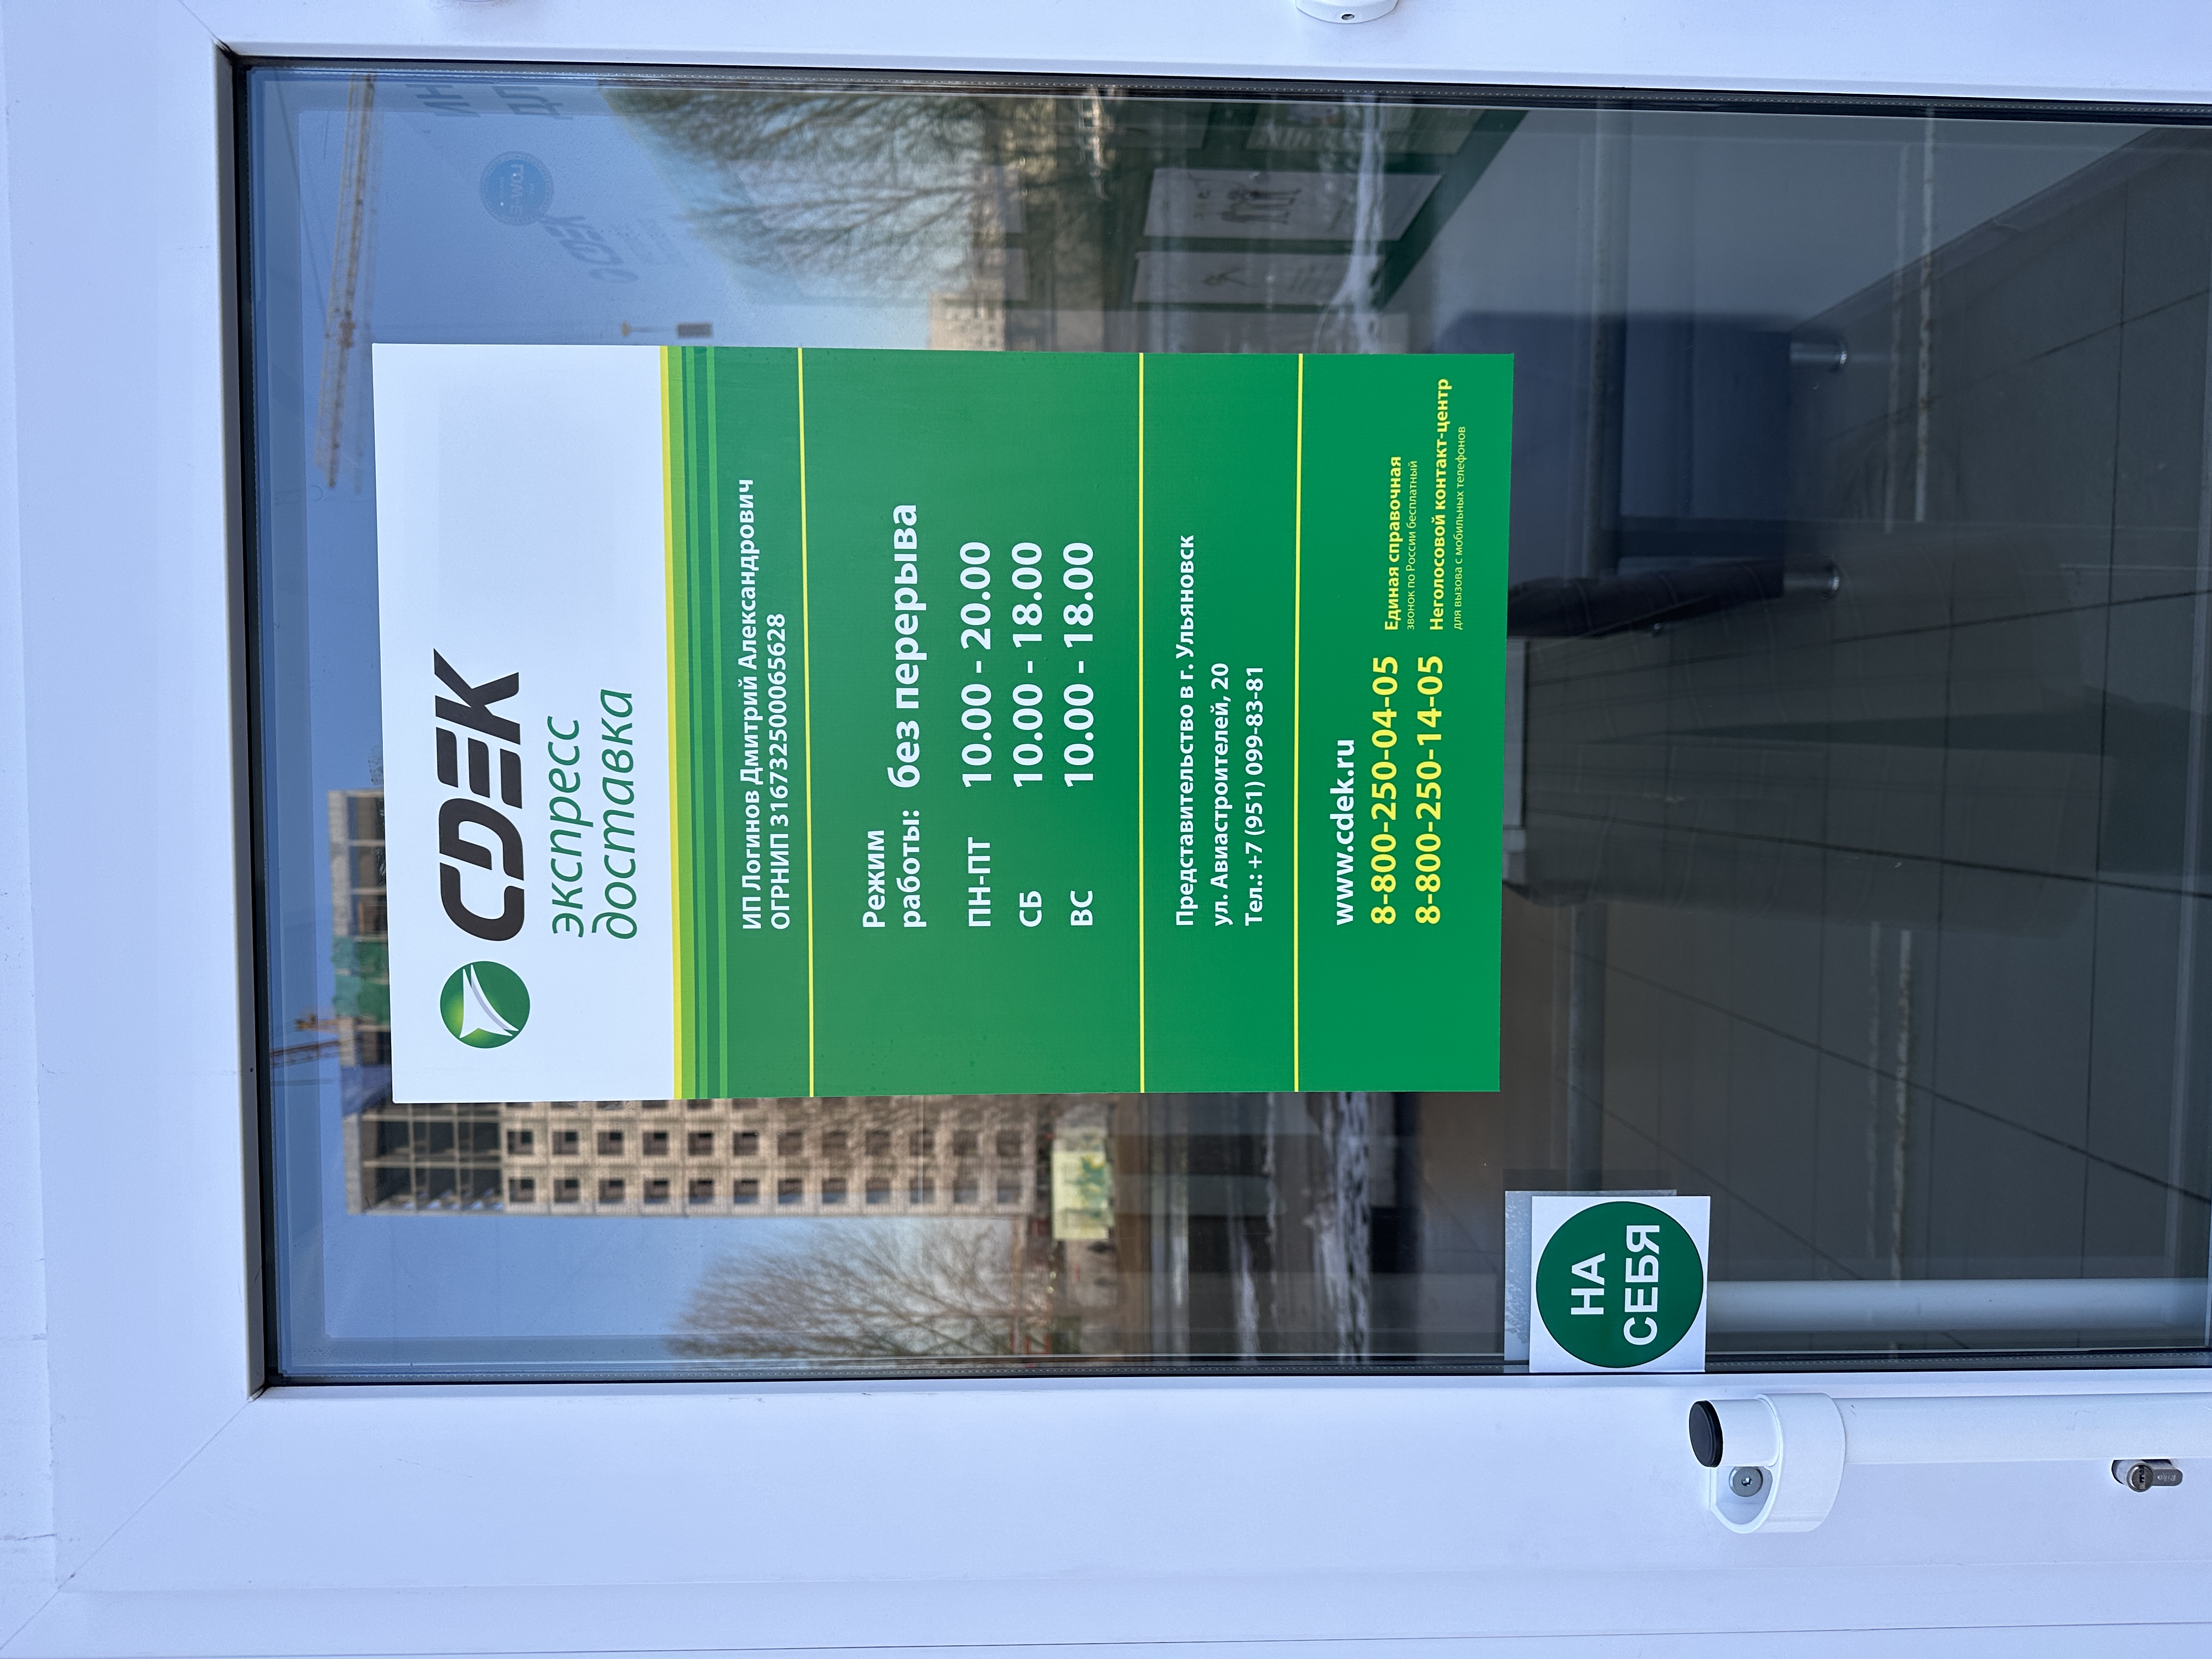 CDEK
экспресс
доставка
ИП Логинов Дмитрий Александрович
ОГРНИП 316732500065628
Режим
работы: без перерыва
ПН-ПТ 10.00 - 20.00
СБ 10.00 - 18.00
ВС 10.00 - 18.00
Представительство в г. Ульяновск
ул. Авиастроителей, 20
Тел.: +7 (951) 099-83-81
www.cdek.ru
8-800-250-04-05 Единая справочная
звонок по России бесплатный
8-800-250-14-05 Неголосовой контакт-центр
для вызова с мобильных телефонов
НА
СЕБЯ
CDEK